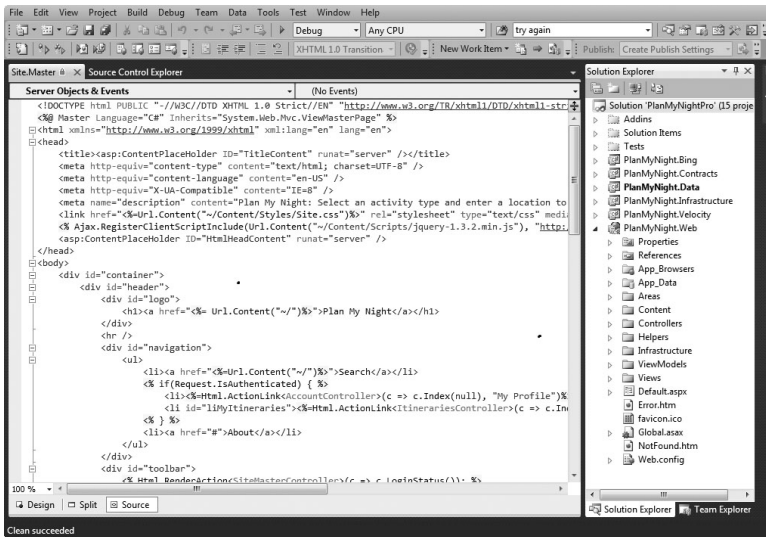 File Edit View Project Build Debug Team Data Tools Test Window Help
Debug Any CPU try again
XHTML 1.0 Transition New Work Item Publish: Create Publish Settings
Site.Master Source Control Explorer
Server Objects & Events (No Events)
<!DOCTYPE html PUBLIC "-//W3C//DTD XHTML 1.0 Strict//EN" "http://www.w3.org/TR/xhtml1/DTD/xhtml1-str
<%@ Master Language="C#" Inherits="System.Web.Mvc.ViewMasterPage" %>
<html xmlns="http://www.w3.org/1999/xhtml" xml:lang="en" lang="en">
<head>
<title><asp:ContentPlaceHolder ID="TitleContent" runat="server" /></title>
<meta http-equiv="content-type" content="text/html; charset=UTF-8" />
<meta http-equiv="content-language" content="en-US" />
<meta http-equiv="X-UA-Compatible" content="IE=8" />
<meta name="description" content="Plan My Night: Select an activity type and enter a location to
<link href="<%=Url.Content("~/Content/Styles/Site.css")%>" rel="stylesheet" type="text/css" media
<% Ajax.RegisterClientScriptInclude(Url.Content("~/Content/Scripts/jquery-1.3.2.min.js"), "http:,
<asp:ContentPlaceHolder ID="HtmlHeadContent" runat="server" />
</head>
<body>
<div id="container">
<div id="header">
<div id="logo">
<h1><a href="<%= Url.Content("~/")%>">Plan My Night</a></h1>
</div>
<hr />
<div id="navigation">
<ul>
<li><a href="<%=Url.Content("~/")%>">Search</a></li>
<% if(Request.IsAuthenticated) { %>
<li><%=Html.ActionLink<AccountController>(c => c.Index(null), "My Profile")%
<li id="liMyItineraries"><%=Html.ActionLink<ItinerariesController>(c => c.In
<% } %>
<li><a href="#">About</a></li>
</ul>
</div>
<div id="toolbar">
<% Html.RenderAction<SiteMasterController>(c => c.LoginStatus()); %>
100 %
Design Split Source
Clean succeeded
Solution Explorer
Solution 'PlanMyNightPro' (15 proje
Addins
Solution Items
Tests
PlanMyNight.Bing
PlanMyNight.Contracts
PlanMyNight.Data
PlanMyNight.Infrastructure
PlanMyNight.Velocity
PlanMyNight.Web
Properties
References
App_Browsers
App_Data
Areas
Content
Controllers
Helpers
Infrastructure
ViewModels
Views
Default.aspx
Error.htm
favicon.ico
Global.asax
NotFound.htm
Web.config
Solution Explorer Team Explorer